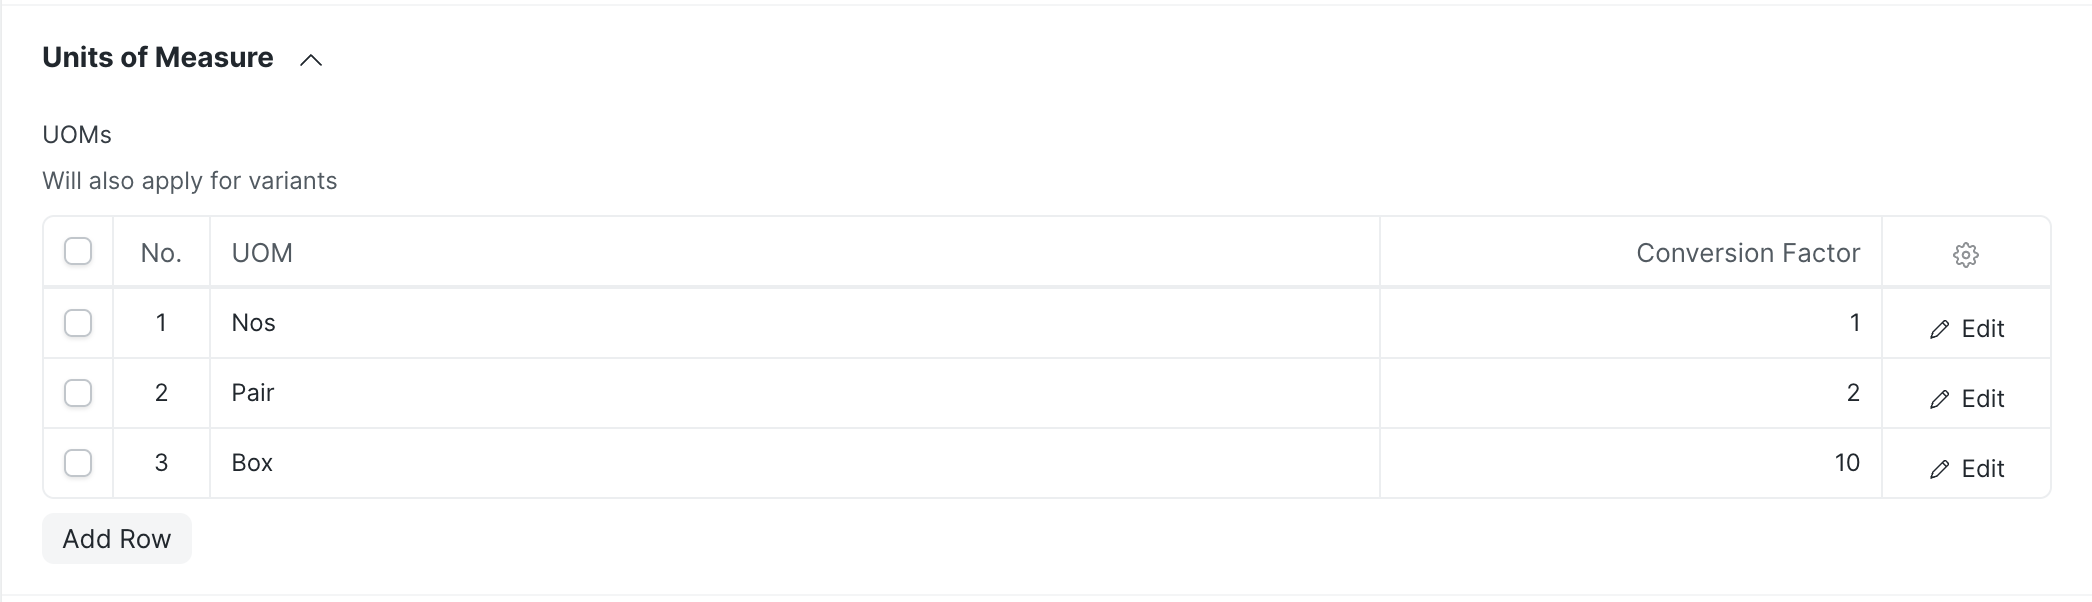 Units of Measure
UOMs
Will also apply for variants
No. UOM Conversion Factor
1 Nos 1 Edit
2 Pair 2 Edit
3 Box 10 Edit
Add Row